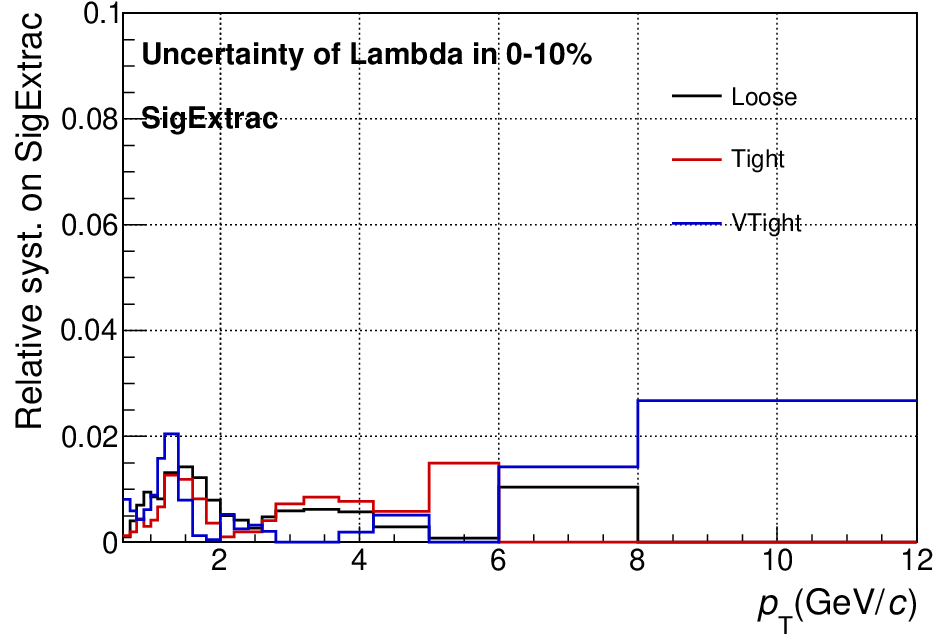 Relative syst. on SigExtrac
0.1
0.08
0.06
0.04
0.02
0
Uncertainty of Lambda in 0-10%
SigExtrac
Loose
Tight
VTight
2 4 6 8 10 12
p_T(GeV/c)